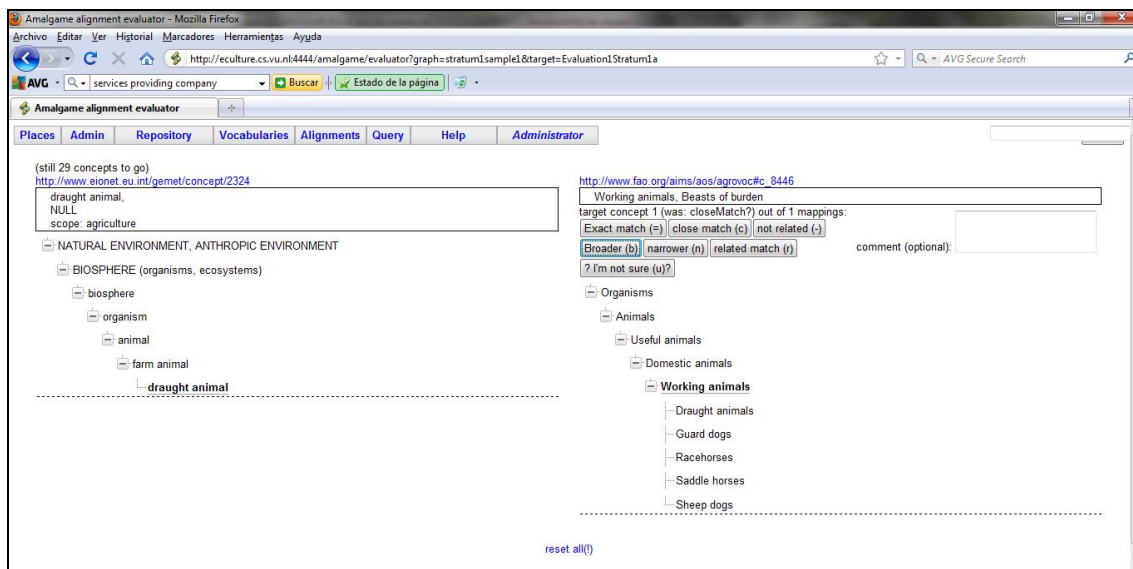 Amalgame alignment evaluator - Mozilla Firefox
Archivo Editar Ver Historial Marcadores Herramientas Ayuda
http://eculture.cs.vu.nl:4444/amalgame/evaluator?graph=stratum1sample1&target=Evaluation1Stratum1a
AVG Secure Search
AVG services providing company Buscar Estado de la página
Amalgame alignment evaluator
Places Admin Repository Vocabularies Alignments Query Help Administrator
(still 29 concepts to go)
http://www.eionet.eu.int/gemet/concept/2324
draught animal,
NULL
scope: agriculture
NATURAL ENVIRONMENT, ANTHROPIC ENVIRONMENT
BIOSPHERE (organisms, ecosystems)
biosphere
organism
animal
farm animal
draught animal
http://www.fao.org/aims/aos/agrovoc#c_8446
Working animals, Beasts of burden
target concept 1 (was: closeMatch?) out of 1 mappings:
Exact match (=) close match (c) not related (-)
Broader (b) narrower (n) related match (r)
comment (optional):
? I'm not sure (u)?
Organisms
Animals
Useful animals
Domestic animals
Working animals
Draught animals
Guard dogs
Racehorses
Saddle horses
Sheep dogs
reset all(!)